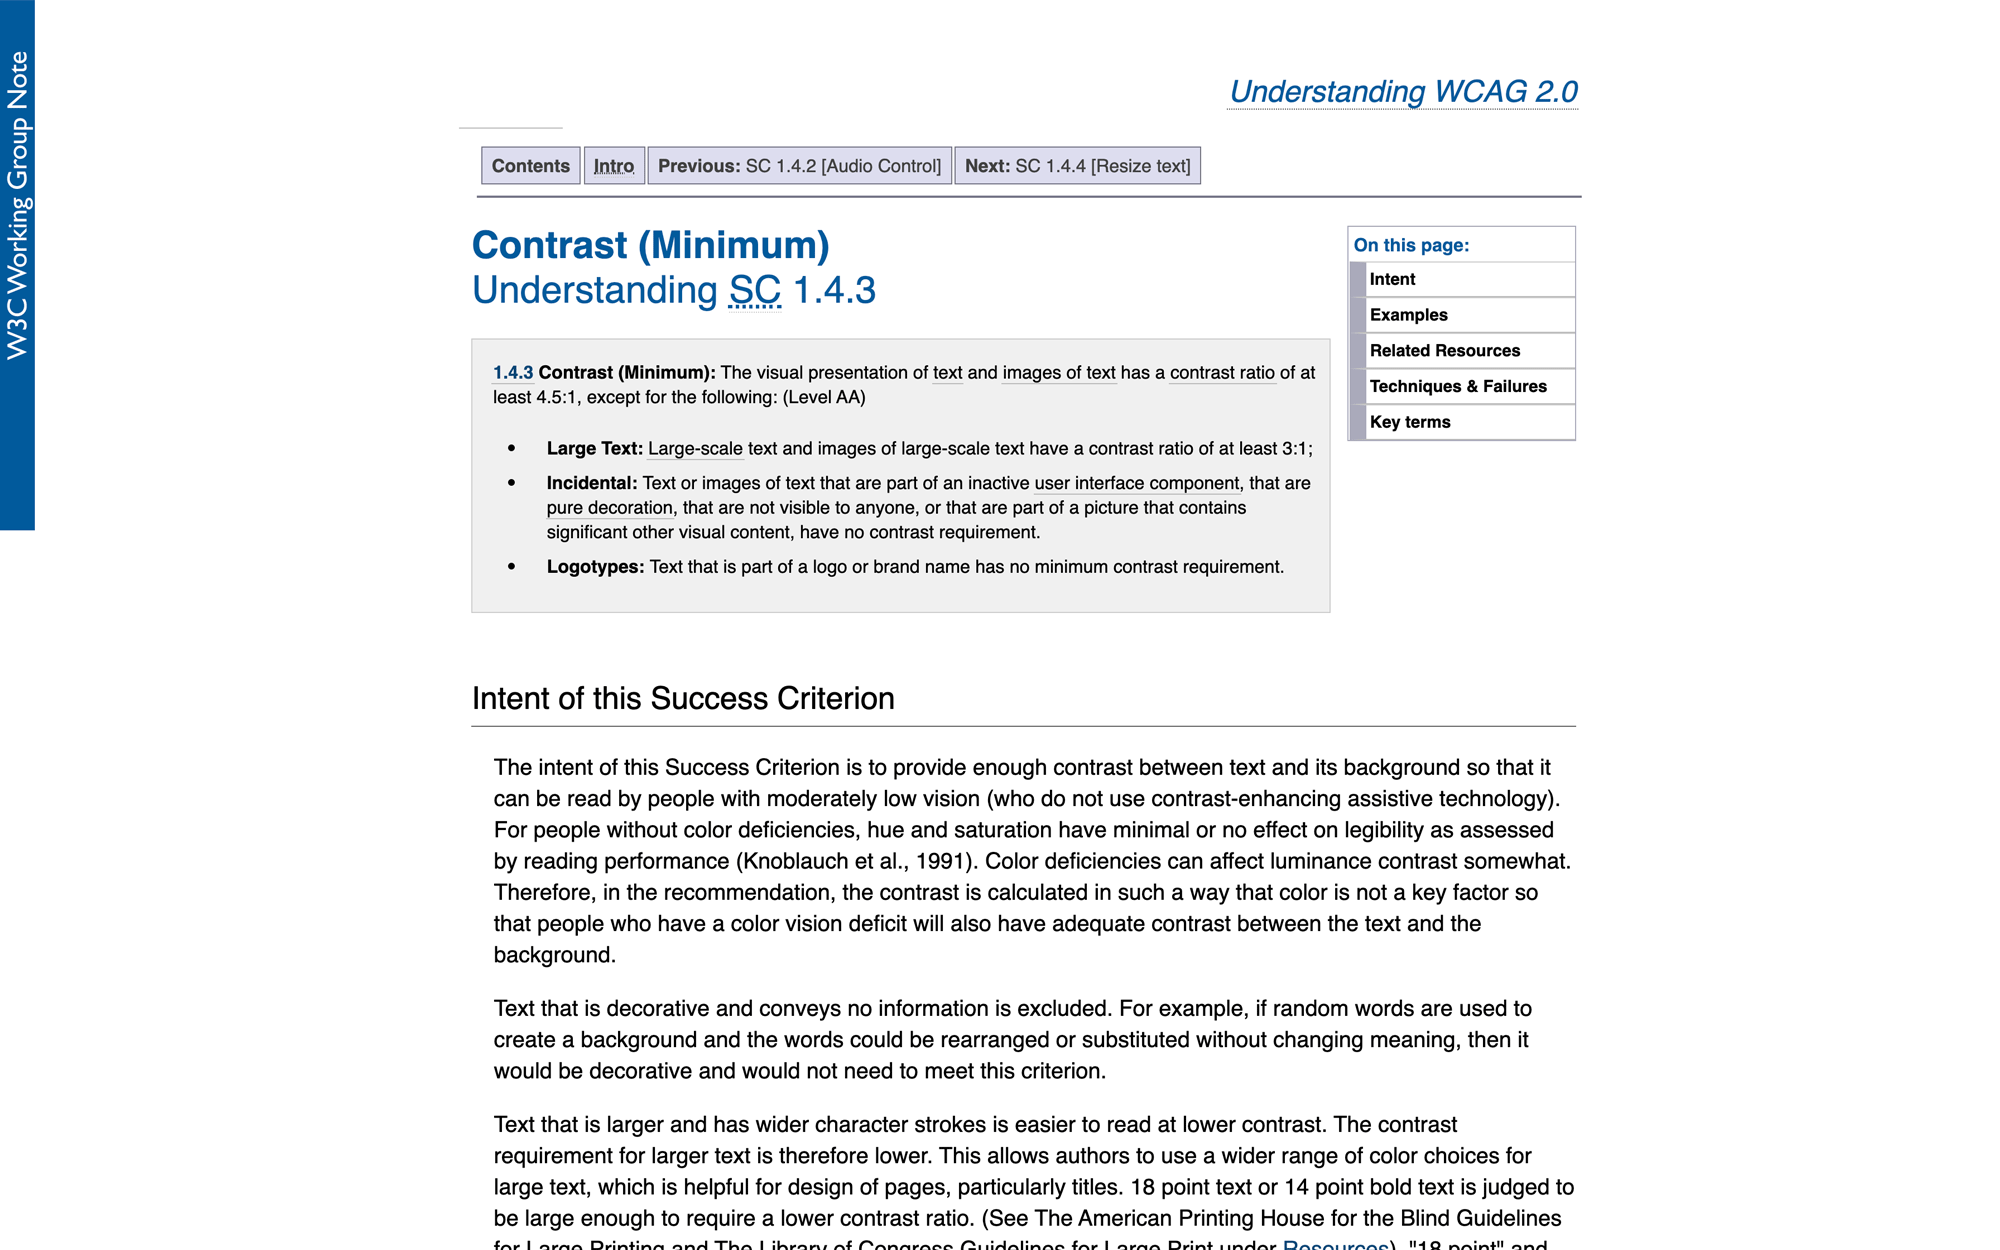 W3C Working Group Note
Understanding WCAG 2.0
Contents Intro Previous: SC 1.4.2 [Audio Control] Next: SC 1.4.4 [Resize text]
Contrast (Minimum)
Understanding SC 1.4.3
On this page:
Intent
Examples
Related Resources
Techniques & Failures
Key terms
1.4.3 Contrast (Minimum): The visual presentation of text and images of text has a contrast ratio of at
least 4.5:1, except for the following: (Level AA)
• Large Text: Large-scale text and images of large-scale text have a contrast ratio of at least 3:1;
• Incidental: Text or images of text that are part of an inactive user interface component, that are
pure decoration, that are not visible to anyone, or that are part of a picture that contains
significant other visual content, have no contrast requirement.
• Logotypes: Text that is part of a logo or brand name has no minimum contrast requirement.
Intent of this Success Criterion
The intent of this Success Criterion is to provide enough contrast between text and its background so that it
can be read by people with moderately low vision (who do not use contrast-enhancing assistive technology).
For people without color deficiencies, hue and saturation have minimal or no effect on legibility as assessed
by reading performance (Knoblauch et al., 1991). Color deficiencies can affect luminance contrast somewhat.
Therefore, in the recommendation, the contrast is calculated in such a way that color is not a key factor so
that people who have a color vision deficit will also have adequate contrast between the text and the
background.
Text that is decorative and conveys no information is excluded. For example, if random words are used to
create a background and the words could be rearranged or substituted without changing meaning, then it
would be decorative and would not need to meet this criterion.
Text that is larger and has wider character strokes is easier to read at lower contrast. The contrast
requirement for larger text is therefore lower. This allows authors to use a wider range of color choices for
large text, which is helpful for design of pages, particularly titles. 18 point text or 14 point bold text is judged to
be large enough to require a lower contrast ratio. (See The American Printing House for the Blind Guidelines
for Large Printing and The Library of Congress Guidelines for Large Print under Resources). "18 point" and